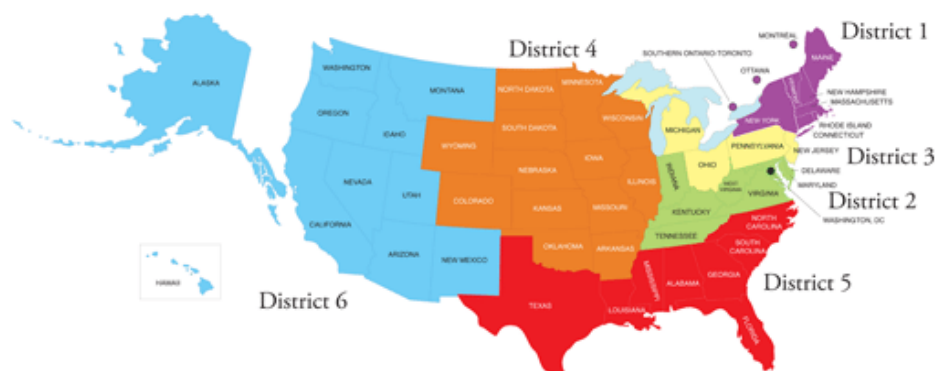 District 1
MONTRÉAL
District 4
SOUTHERN ONTARIO-TORONTO
MAINE
WASHINGTON
OTTAWA
VERMONT
ALASKA
MONTANA
NORTH DAKOTA
MINNESOTA
NEW HAMPSHIRE
MASSACHUSETTS
OREGON
WISCONSIN
NEW YORK
RHODE ISLAND
CONNECTICUT
IDAHO
SOUTH DAKOTA
MICHIGAN
WYOMING
PENNSYLVANIA
NEW JERSEY
District 3
IOWA
OHIO
NEBRASKA
INDIANA
DELAWARE
NEVADA
UTAH
ILLINOIS
WEST VIRGINIA
VIRGINIA
MARYLAND
District 2
COLORADO
KANSAS
MISSOURI
KENTUCKY
WASHINGTON, DC
CALIFORNIA
NORTH CAROLINA
TENNESSEE
OKLAHOMA
ARKANSAS
SOUTH CAROLINA
ARIZONA
NEW MEXICO
MISSISSIPPI
ALABAMA
GEORGIA
District 5
HAWAII
District 6
TEXAS
LOUISIANA
FLORIDA